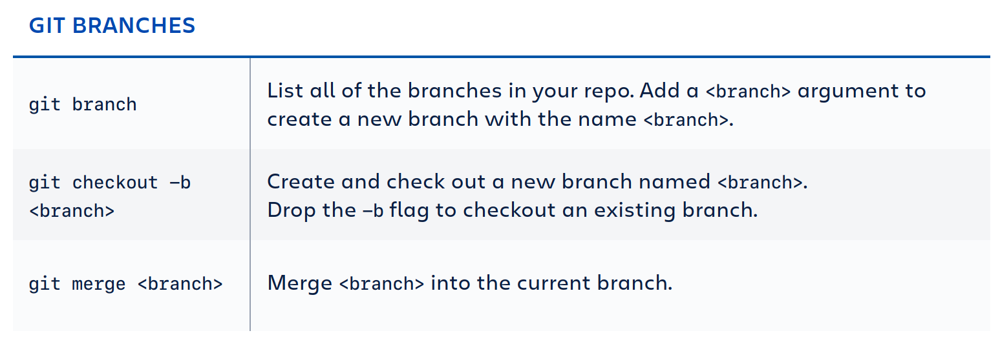 GIT BRANCHES
git branch
List all of the branches in your repo. Add a <branch> argument to
create a new branch with the name <branch>.
git checkout -b
<branch>
Create and check out a new branch named <branch>.
Drop the -b flag to checkout an existing branch.
git merge <branch>
Merge <branch> into the current branch.